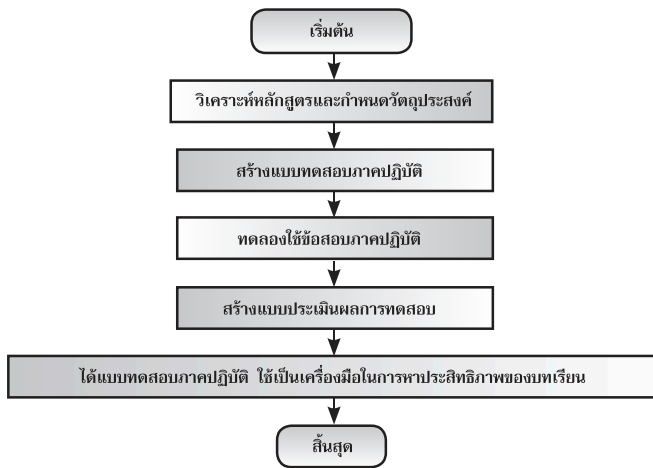 เริ่มต้น
วิเคราะห์หลักสูตรและกำหนดวัตถุประสงค์
สร้างแบบทดสอบภาคปฏิบัติ
ทดลองใช้ข้อสอบภาคปฏิบัติ
สร้างแบบประเมินผลการทดสอบ
ได้แบบทดสอบภาคปฏิบัติ ใช้เป็นเครื่องมือในการหาประสิทธิภาพของบทเรียน
สิ้นสุด